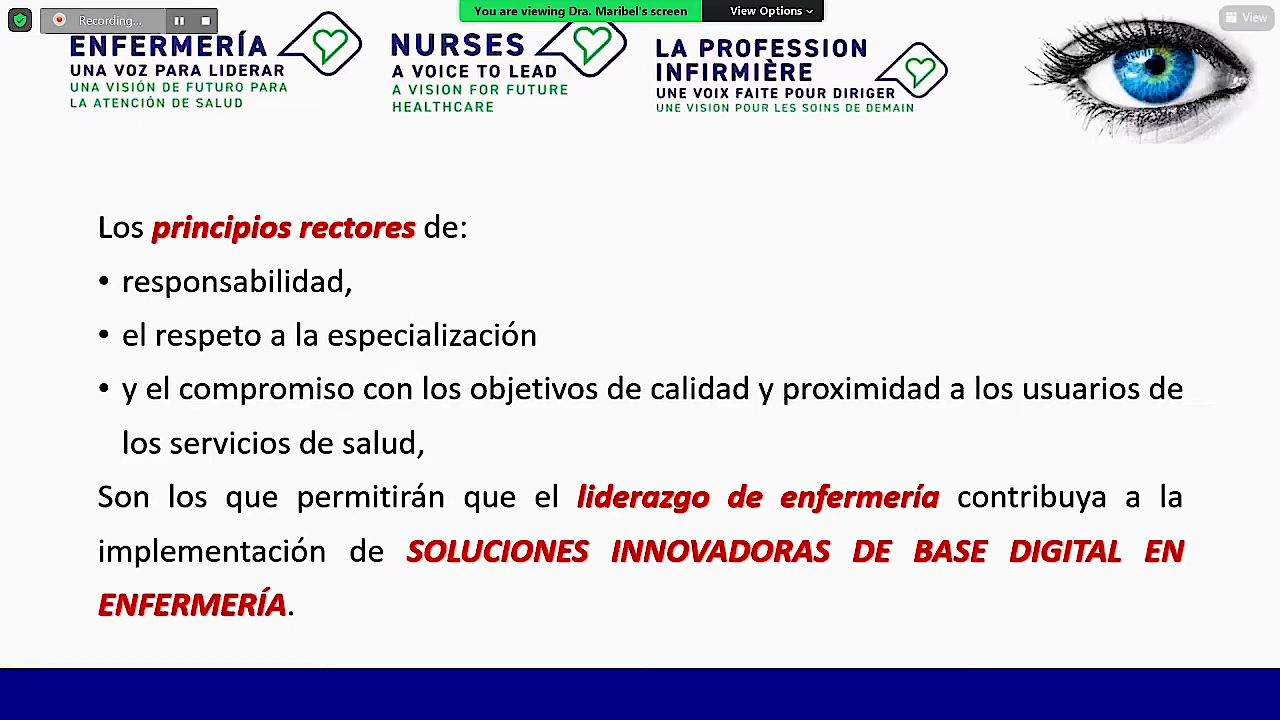 Recording...
You are viewing Dra. Maribel's screen
View Options
View
ENFERMERÍA
UNA VOZ PARA LIDERAR
UNA VISIÓN DE FUTURO PARA
LA ATENCIÓN DE SALUD
NURSES
A VOICE TO LEAD
A VISION FOR FUTURE
HEALTHCARE
LA PROFESSION
INFIRMIÈRE
UNE VOIX FAITE POUR DIRIGER
UNE VISION POUR LES SOINS DE DEMAIN
Los principios rectores de:
• responsabilidad,
• el respeto a la especialización
• y el compromiso con los objetivos de calidad y proximidad a los usuarios de
los servicios de salud,
Son los que permitirán que el liderazgo de enfermería contribuya a la
implementación de SOLUCIONES INNOVADORAS DE BASE DIGITAL EN
ENFERMERÍA.